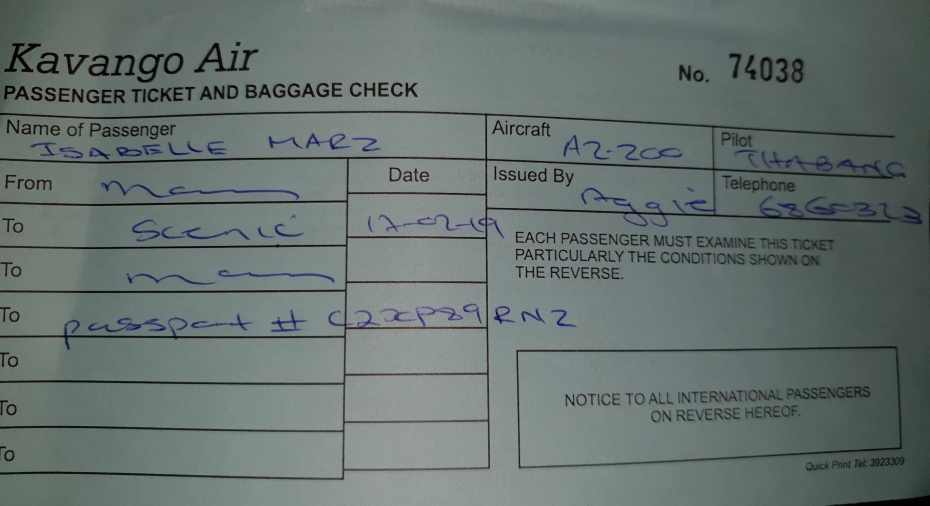 Kavango Air
No. 74038
PASSENGER TICKET AND BAGGAGE CHECK
Name of Passenger
ISABELLE MARZ
Aircraft
A2-200
Pilot
THABANG
From
Date
Issued By
Aggie
Telephone
686-323
To Scenic 17-02-19
EACH PASSENGER MUST EXAMINE THIS TICKET
PARTICULARLY THE CONDITIONS SHOWN ON
THE REVERSE.
To
To passport #
To
To
To
NOTICE TO ALL INTERNATIONAL PASSENGERS
ON REVERSE HEREOF.
Quick Print Tel: 3923309